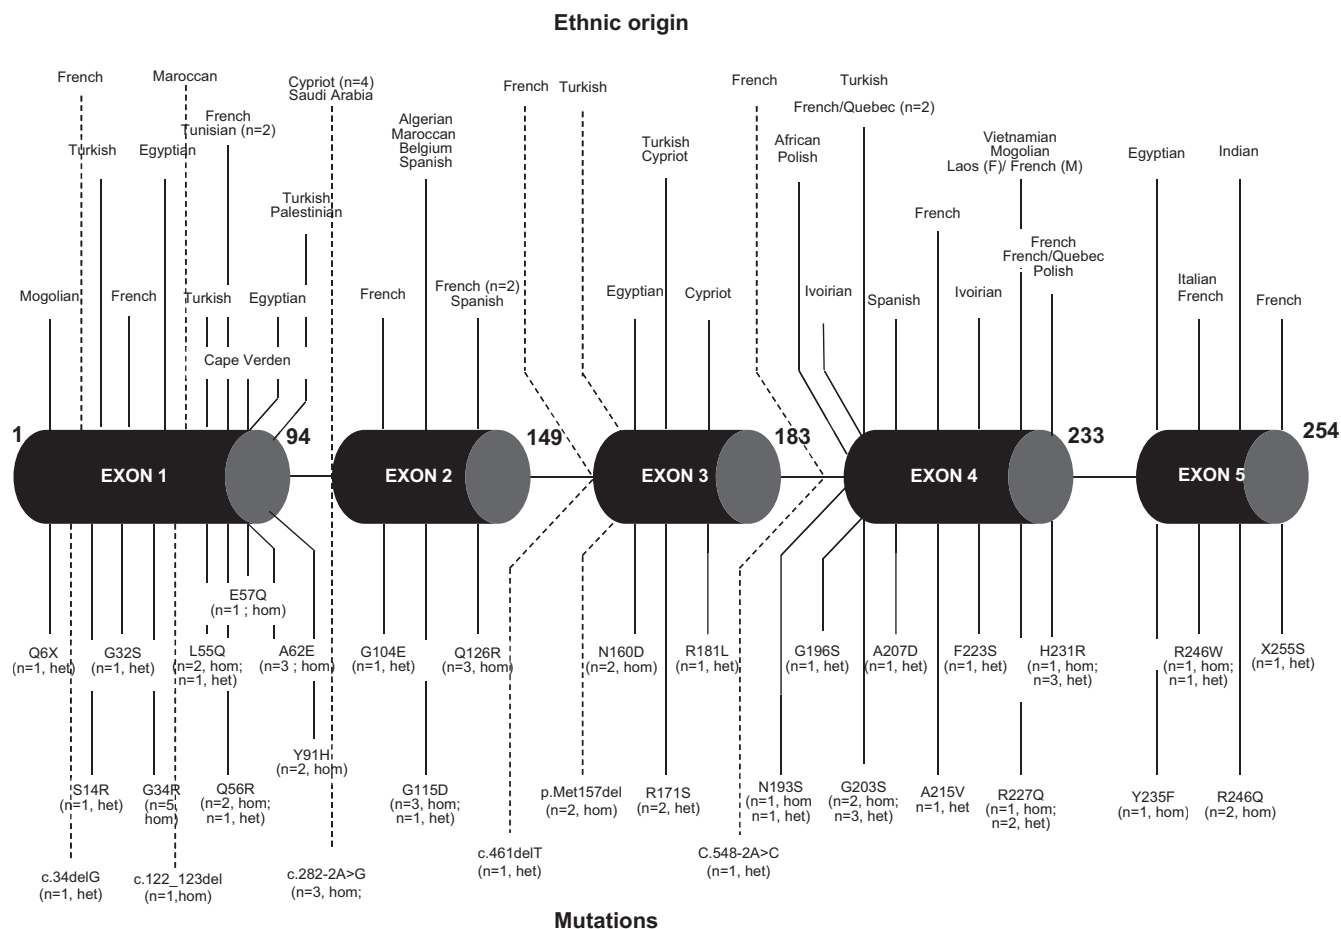 Ethnic origin
French
Maroccan
Cypriot (n=4)
Saudi Arabia
French
Turkish
French
Turkish
French/Quebec (n=2)
French
Tunisian (n=2)
Algerian
Maroccan
Belgium
Spanish
Turkish
Egyptian
Turkish
Cypriot
African
Polish
Vietnamian
Mogolian
Laos (F)/ French (M)
Egyptian
Indian
Turkish
Palestinian
French
French
French/Quebec
Polish
Mogolian
French
Turkish
Egyptian
French
French (n=2)
Spanish
Egyptian
Cypriot
Ivoirian
Spanish
Ivoirian
Italian
French
French
Cape Verden
1
94
149
183
233
254
EXON 1
EXON 2
EXON 3
EXON 4
EXON 5
E57Q
(n=1 ; hom)
Q6X
(n=1, het)
G32S
(n=1, het)
L55Q
(n=2, hom;
n=1, het)
A62E
(n=3 ; hom)
G104E
(n=1, het)
Q126R
(n=3, hom)
N160D
(n=2, hom)
R181L
(n=1, het)
G196S
(n=1, het)
A207D
(n=1, het)
F223S
(n=1, het)
H231R
(n=1, hom;
n=3, het)
R246W
(n=1, hom;
n=1, het)
X255S
(n=1, het)
Y91H
(n=2, hom)
S14R
(n=1, het)
G34R
(n=5,
hom)
Q56R
(n=2, hom;
n=1, het)
G115D
(n=3, hom;
n=1, het)
p.Met157del
(n=2, hom)
R171S
(n=1, het)
N193S
(n=1, hom
n=1, het)
G203S
(n=2, hom;
n=3, het)
A215V
n=1, het
R227Q
(n=1, hom;
n=2, het)
Y235F
(n=1, hom)
R246Q
(n=2, hom)
c.34delG
(n=1, het)
c.122_123del
(n=1,hom)
c.282-2A>G
(n=3, hom;
c.461delT
(n=1, het)
C.548-2A>C
(n=1, het)
Mutations